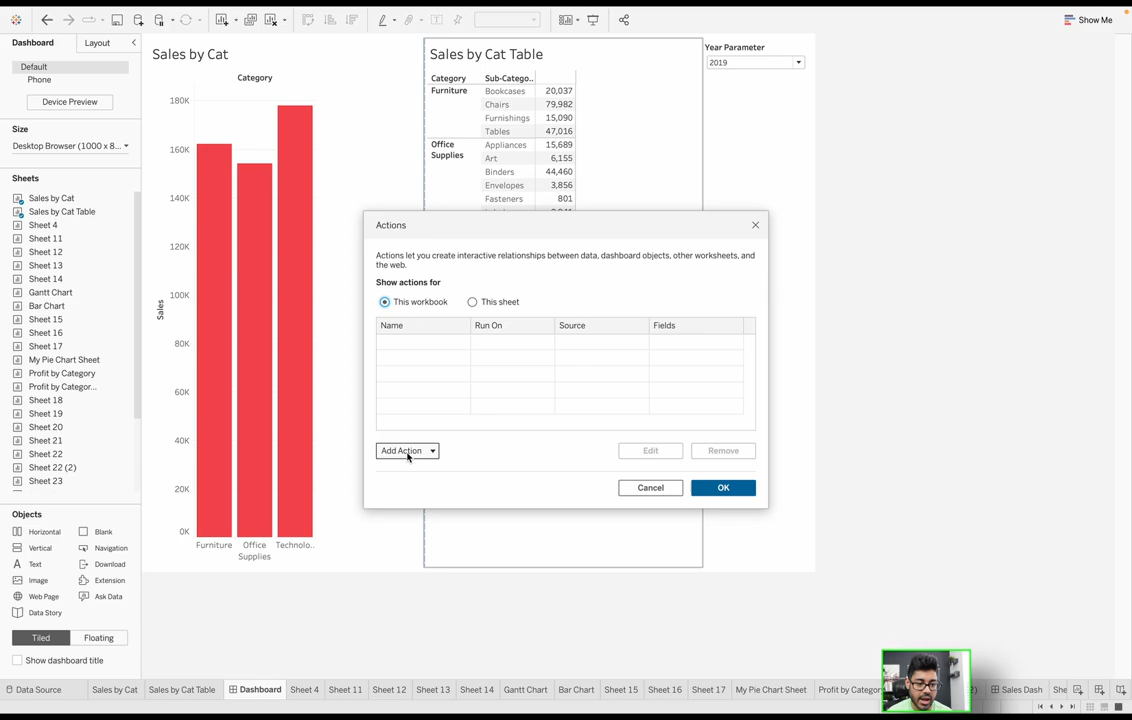 Show Me
Dashboard
Layout
Default
Phone
Device Preview
Size
Desktop Browser (1000 x 8...
Sheets
Sales by Cat
Sales by Cat Table
Sheet 4
Sheet 11
Sheet 12
Sheet 13
Sheet 14
Gantt Chart
Bar Chart
Sheet 15
Sheet 16
Sheet 17
My Pie Chart Sheet
Profit by Category
Profit by Categor...
Sheet 18
Sheet 19
Sheet 20
Sheet 21
Sheet 22
Sheet 22 (2)
Sheet 23
Objects
Horizontal
Blank
Vertical
Navigation
Text
Download
Image
Extension
Web Page
Ask Data
Data Story
Tiled
Floating
Show dashboard title
Sales by Cat
Category
180K
160K
140K
120K
100K
80K
60K
40K
20K
0K
Sales
Furniture
Office
Supplies
Technolo..
Sales by Cat Table
Category Sub-Catego..
Furniture Bookcases 20,037
Chairs 79,982
Furnishings 15,090
Tables 47,016
Office
Supplies
Appliances 15,689
Art 6,155
Binders 44,460
Envelopes 3,856
Fasteners 801
Year Parameter
2019
Actions
Actions let you create interactive relationships between data, dashboard objects, other worksheets, and
the web.
Show actions for
This workbook
This sheet
Name Run On Source Fields
Add Action
Edit
Remove
Cancel
OK
Data Source
Sales by Cat
Sales by Cat Table
Dashboard
Sheet 4
Sheet 11
Sheet 12
Sheet 13
Sheet 14
Gantt Chart
Bar Chart
Sheet 15
Sheet 16
Sheet 17
My Pie Chart Sheet
Profit by Category
Sales Dash
She